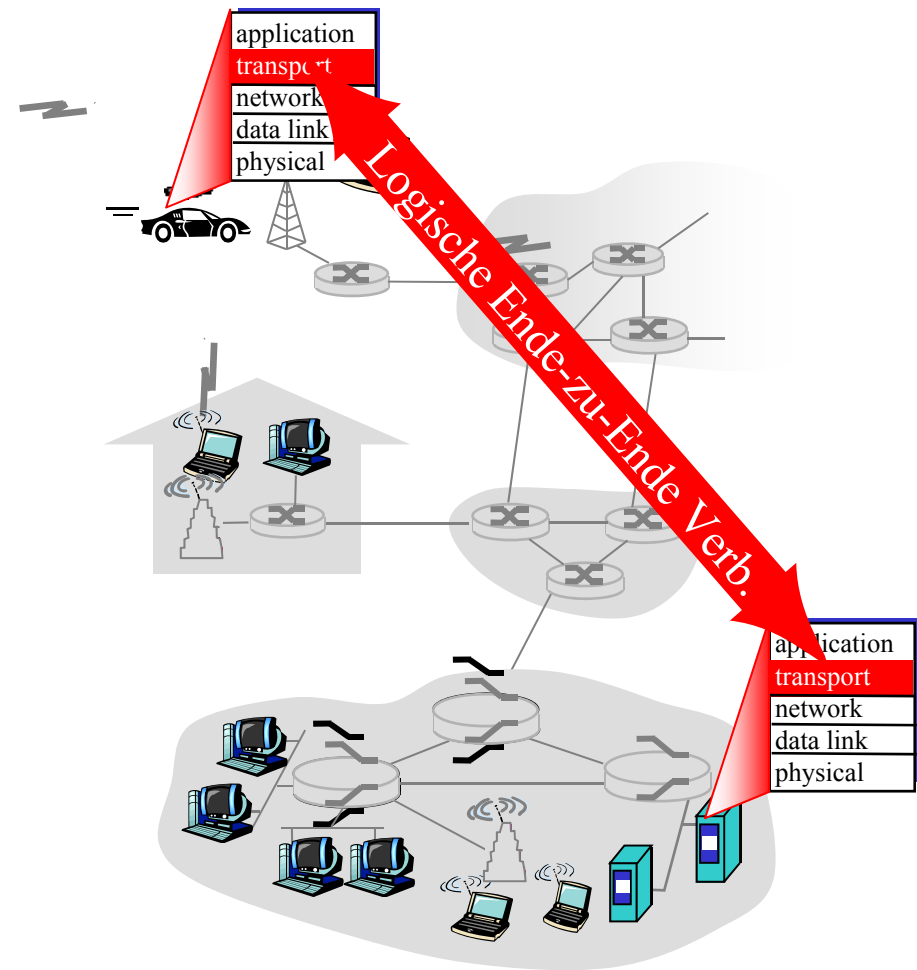 application
transport
network
data link
physical
Logische Ende-zu-Ende Verb.
application
transport
network
data link
physical